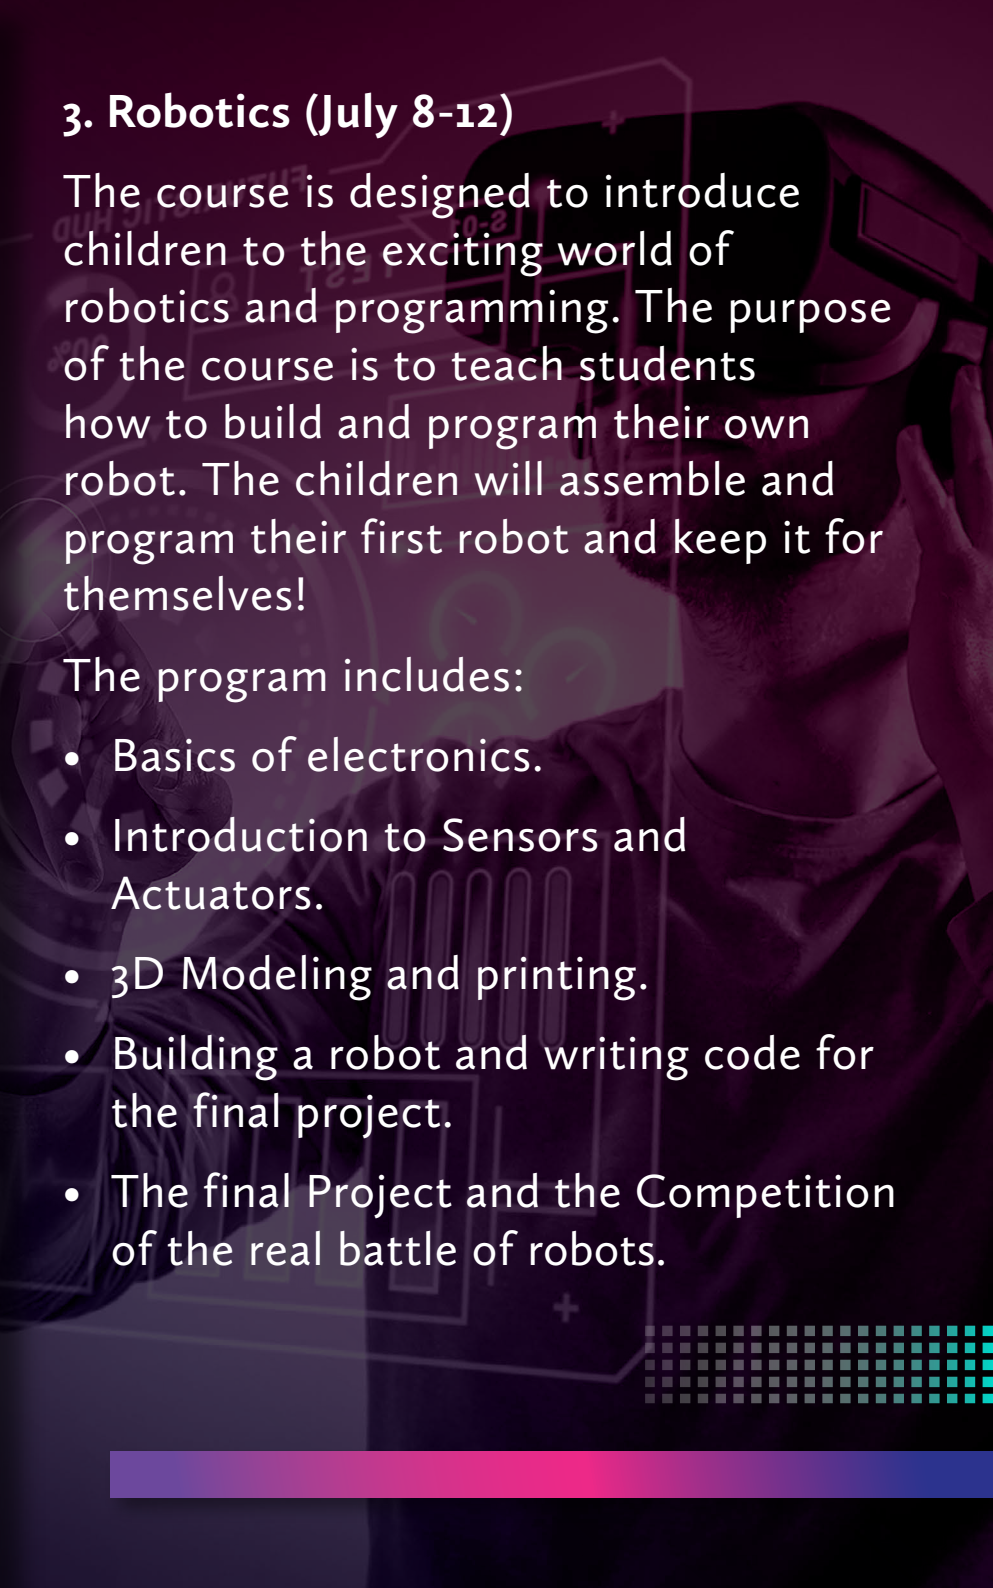 3. Robotics (July 8-12)
The course is designed to introduce
children to the exciting world of
robotics and programming. The purpose
of the course is to teach students
how to build and program their own
robot. The children will assemble and
program their first robot and keep it for
themselves!
The program includes:
• Basics of electronics.
• Introduction to Sensors and
Actuators.
• 3D Modeling and printing.
• Building a robot and writing code for
the final project.
• The final Project and the Competition
of the real battle of robots.